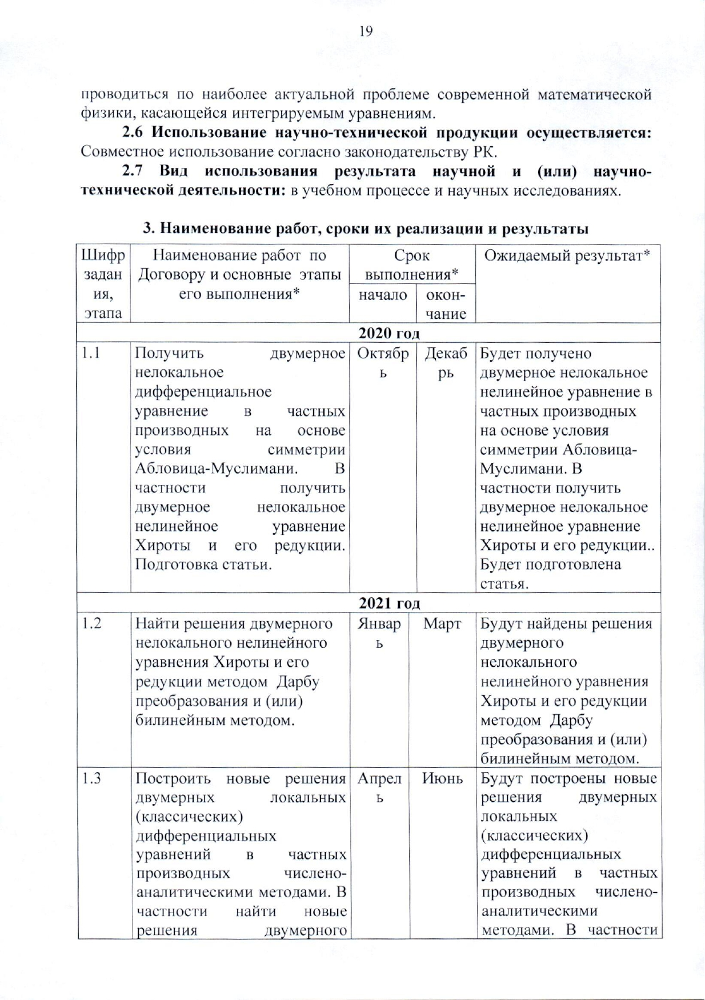 19
проводиться по наиболее актуальной проблеме современной математической
физики, касающейся интегрируемым уравнениям.
2.6 Использование научно-технической продукции осуществляется:
Совместное использование согласно законодательству РК.
2.7 Вид использования результата научной и (или) научно-
технической деятельности: в учебном процессе и научных исследованиях.
3. Наименование работ, сроки их реализации и результаты
Шифр
задан
ия,
этапа
Наименование работ по
Договору и основные этапы
его выполнения*
Срок
выполнения*
начало
окон-
чание
Ожидаемый результат*
2020 год
1.1
Получить двумерное
нелокальное
дифференциальное
уравнение в частных
производных на основе
условия симметрии
Абловица-Муслимани. В
частности получить
двумерное нелокальное
нелинейное уравнение
Хироты и его редукции.
Подготовка статьи.
Октябр
ь
Декаб
рь
Будет получено
двумерное нелокальное
нелинейное уравнение в
частных производных
на основе условия
симметрии Абловица-
Муслимани. В
частности получить
двумерное нелокальное
нелинейное уравнение
Хироты и его редукции..
Будет подготовлена
статья.
2021 год
1.2
Найти решения двумерного
нелокального нелинейного
уравнения Хироты и его
редукции методом Дарбу
преобразования и (или)
билинейным методом.
Январ
ь
Март
Будут найдены решения
двумерного
нелокального
нелинейного уравнения
Хироты и его редукции
методом Дарбу
преобразования и (или)
билинейным методом.
1.3
Построить новые решения
двумерных локальных
(классических)
дифференциальных
уравнений в частных
производных числено-
аналитическими методами. В
частности найти новые
решения двумерного
Апрел
ь
Июнь
Будут построены новые
решения двумерных
локальных
(классических)
дифференциальных
уравнений в частных
производных числено-
аналитическими
методами. В частности